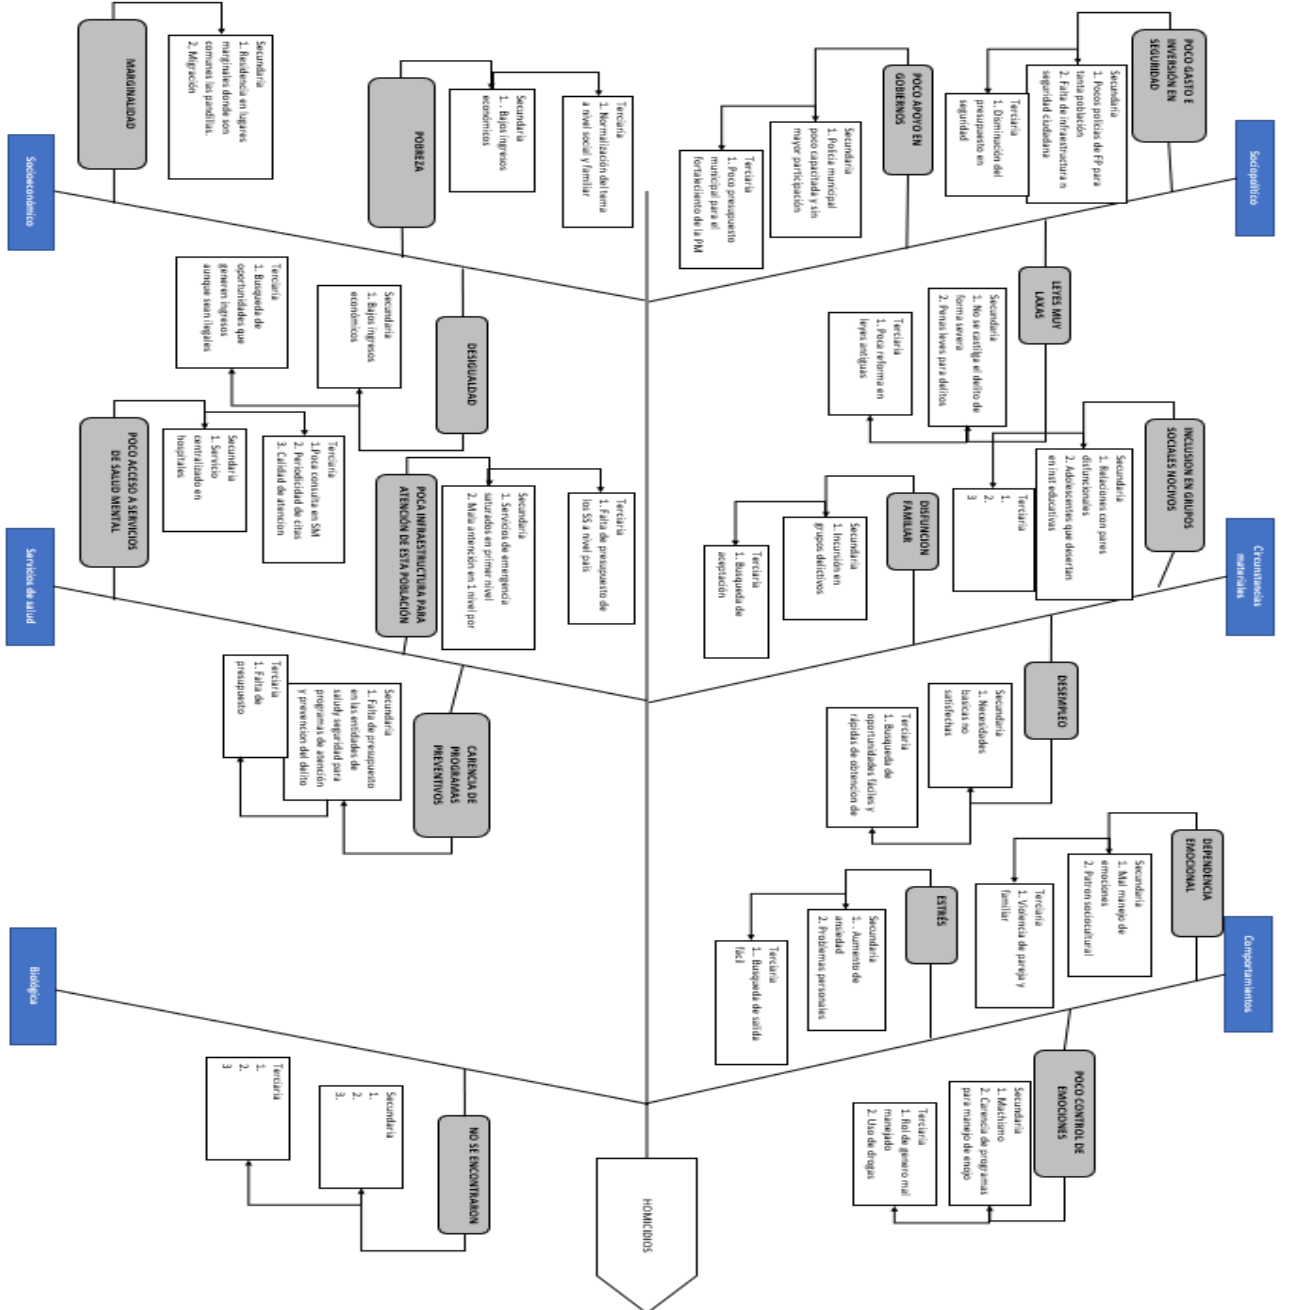 Sociopolítico
POCO GASTO E
INVERSIÓN EN
SEGURIDAD
Secundaria
1. Pocos policías de FP para
tanta población
2. Falta de infraestructura n
seguridad ciudadana
Terciaria
1. Disminución del
presupuesto en
seguridad
POCO APOYO EN
GOBIERNOS
Secundaria
1. Policía municipal
poco capacitada y sin
mayor participación
Terciaria
1. Poco presupuesto
municipal para el
fortaleciiento de la PM
LEYES MUY
LAXAS
Secundaria
1. No se castiga el delito de
forma severa
2. Penas leves para delitos
Terciaria
1. Poca reforma en
leyes antiguas
Circunstancias
materiales
INCLUSION EN GRUPOS
SOCIALES NOCIVOS
Secundaria
1. Relaciones con pares
disfuncionales
2. Adolescentes que desertan
en inst educativas
Terciaria
1.
2.
3
DISFUNCION
FAMILIAR
Secundaria
1. Incursión en
grupos delictivos
Terciaria
1. Busqueda de
aceptación
DESEMPLEO
Secundaria
1. Necesidades
basicas no
satisfechas
Terciaria
1. Busqueda de
oportunidades fáciles y
rápidas de obtencion de
Comportamientos
DEPENDENCIA
EMOCIONAL
Secundaria
1. Mal manejo de
emociones
2. Patron sociocultural
Terciaria
1. Violencia de pareja y
familiar
ESTRÉS
Secundaria
1.. Aumento de
ansiedad
2. Problemas personales
Terciaria
1.. Busqueda de salida
fácil
POCO CONTROL DE
EMOCIONES
Secundaria
1. Machismo
2. Carencia de programas
para manejo de enojo
Terciaria
1. Rol de genero mal
manejado
2. Uso de drogas
HOMICIDIOS
Socioeconómico
MARGINALIDAD
Secundaria
1. Residencia en lugares
marginales donde son
comunes las pandillas.
2. Migración
POBREZA
Secundaria
1. . Bajos ingresos
económicos
Terciaria
1. Normalización del tema
a nivel social y familiar
DESIGUALDAD
Secundaria
1. Bajos ingresos
económicos
Terciaria
1. Busqueda de
oportunidades que
generen ingresos
aunque sean ilegales
Servicios de salud
POCO ACCESO A SERVICIOS
DE SALUD MENTAL
Secundaria
1. Servicio
centralizado en
hospitales
Terciaria
1.Poca consulta en SM
2. Periodicidad de citas
3. Calidad de atencion
POCA INFRAESTRUCTURA PARA
ATENCIÓN DE ESTA POBLACIÓN
Secundaria
1. Servicios de emergencia
saturados en primer nivel
2. Mala antención en 1 nivel por
Terciaria
1. Falta de presupuesto de
los SS a nivel país
CARENCIA DE
PROGRAMAS
PREVENTIVOS
Secundaria
1. Falta de presupuesto
en las entidades de
saludy seguridad para
programas de atención
y prevencion del delito
Terciaria
1. Falta de
presupuesto
Biológica
NO SE ENCONTRARON
Secundaria
1.
2.
3.
Terciaria
1.
2.
3